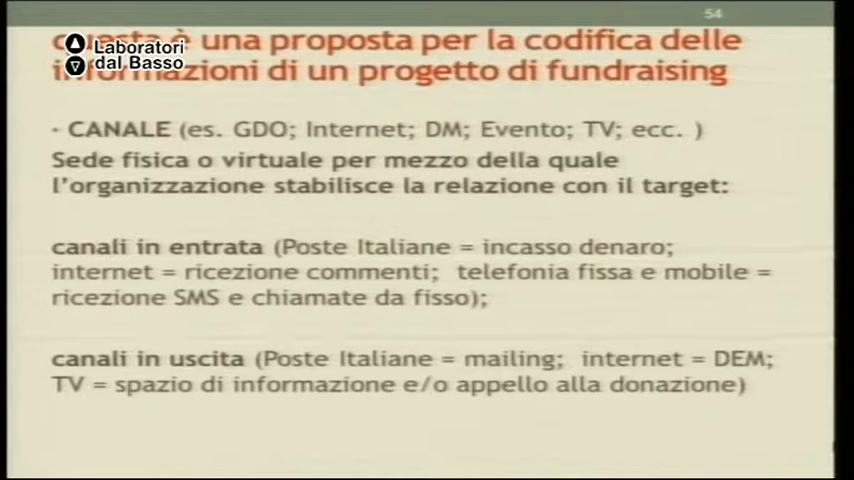 54
Laboratori
dal Basso
questa è una proposta per la codifica delle
informazioni di un progetto di fundraising
• CANALE (es. GDO; Internet; DM; Evento; TV; ecc. )
Sede fisica o virtuale per mezzo della quale
l'organizzazione stabilisce la relazione con il target:
canali in entrata (Poste Italiane = incasso denaro;
internet = ricezione commenti; telefonia fissa e mobile =
ricezione SMS e chiamate da fisso);
canali in uscita (Poste Italiane = mailing; internet = DEM;
TV = spazio di informazione e/o appello alla donazione)